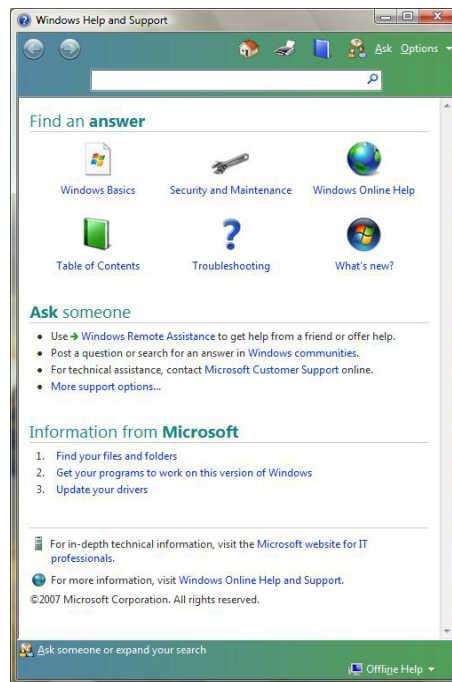 Windows Help and Support
Ask Options
Find an answer
Windows Basics
Security and Maintenance
Windows Online Help
Table of Contents
Troubleshooting
What's new?
Ask someone
• Use ➔ Windows Remote Assistance to get help from a friend or offer help.
• Post a question or search for an answer in Windows communities.
• For technical assistance, contact Microsoft Customer Support online.
• More support options...
Information from Microsoft
1. Find your files and folders
2. Get your programs to work on this version of Windows
3. Update your drivers
For in-depth technical information, visit the Microsoft website for IT
professionals.
For more information, visit Windows Online Help and Support.
©2007 Microsoft Corporation. All rights reserved.
Ask someone or expand your search
Offline Help